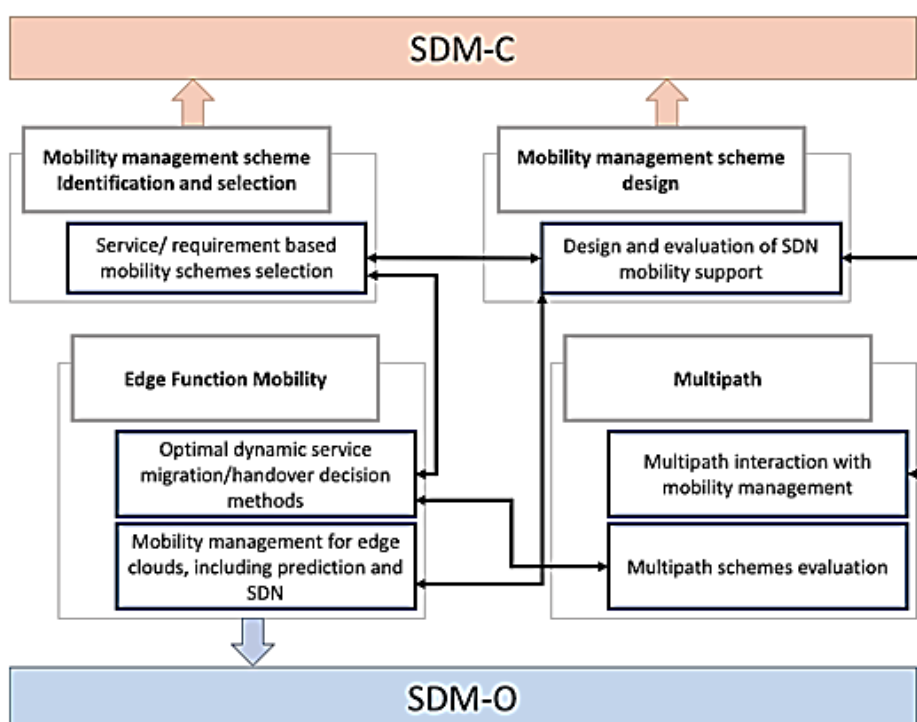 SDM-C
Mobility management scheme
Identification and selection
Service/ requirement based
mobility schemes selection
Mobility management scheme
design
Design and evaluation of SDN
mobility support
Edge Function Mobility
Optimal dynamic service
migration/handover decision
methods
Mobility management for edge
clouds, including prediction and
SDN
Multipath
Multipath interaction with
mobility management
Multipath schemes evaluation
SDM-O